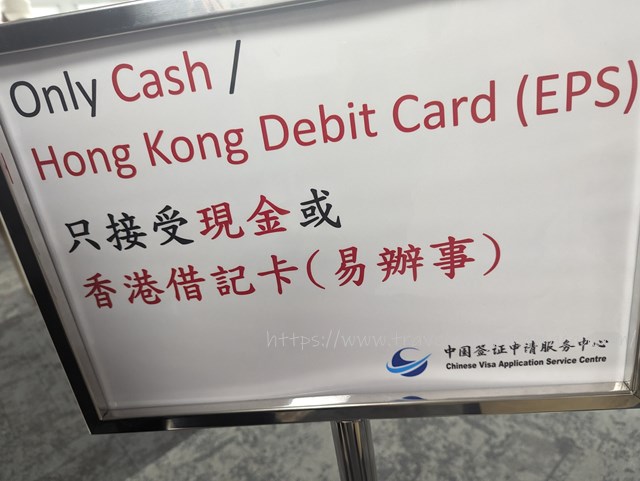 Only Cash /
Hong Kong Debit Card (EPS)
只接受現金或
香港借記卡(易辦事)
中国签证申请服务中心
Chinese Visa Application Service Centre